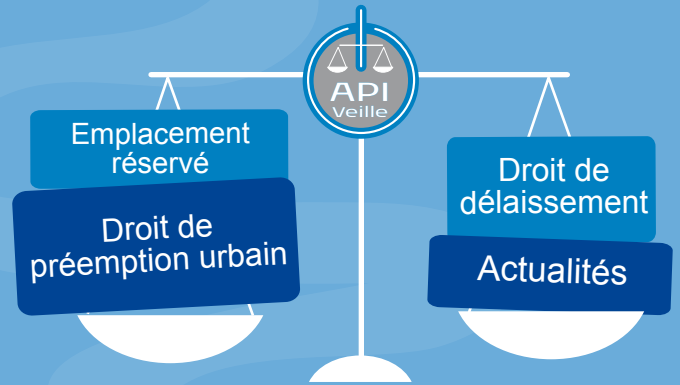 API
Veille
Emplacement
réservé
Droit de
préemption urbain
Droit de
délaissement
Actualités